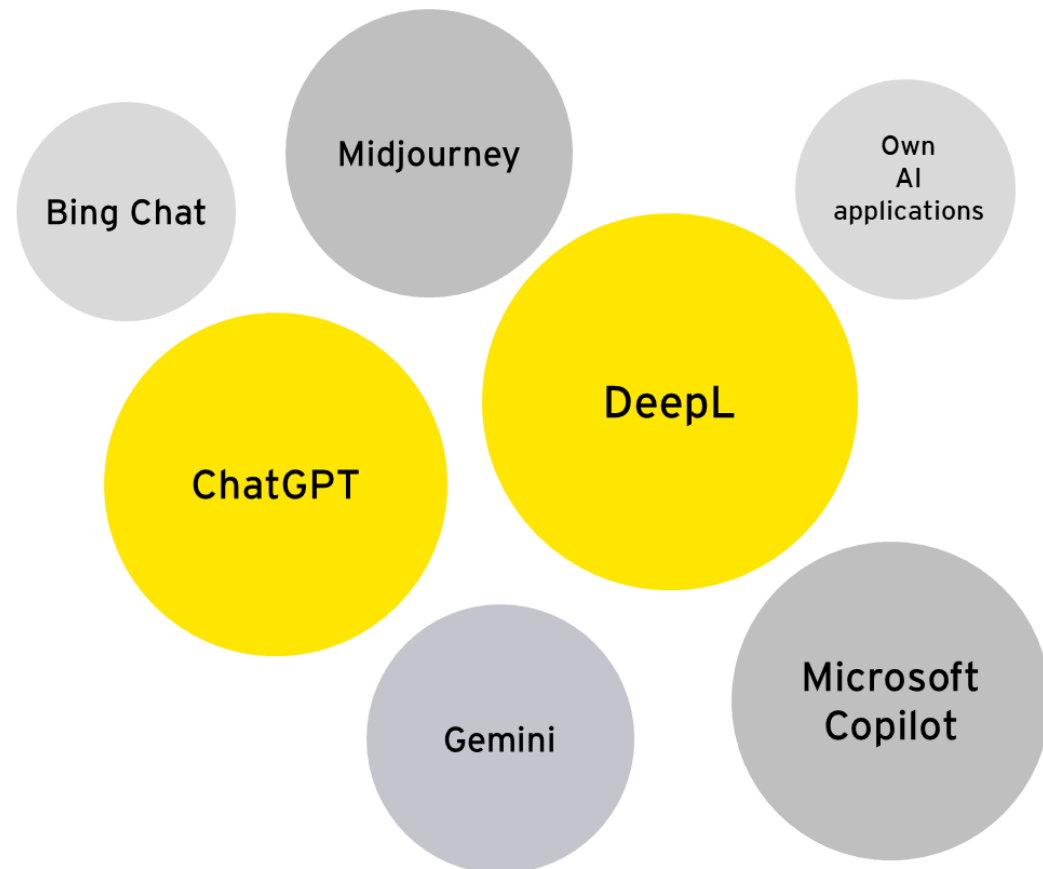 Midjourney
Own
AI
applications
Bing Chat
DeepL
ChatGPT
Microsoft
Copilot
Gemini